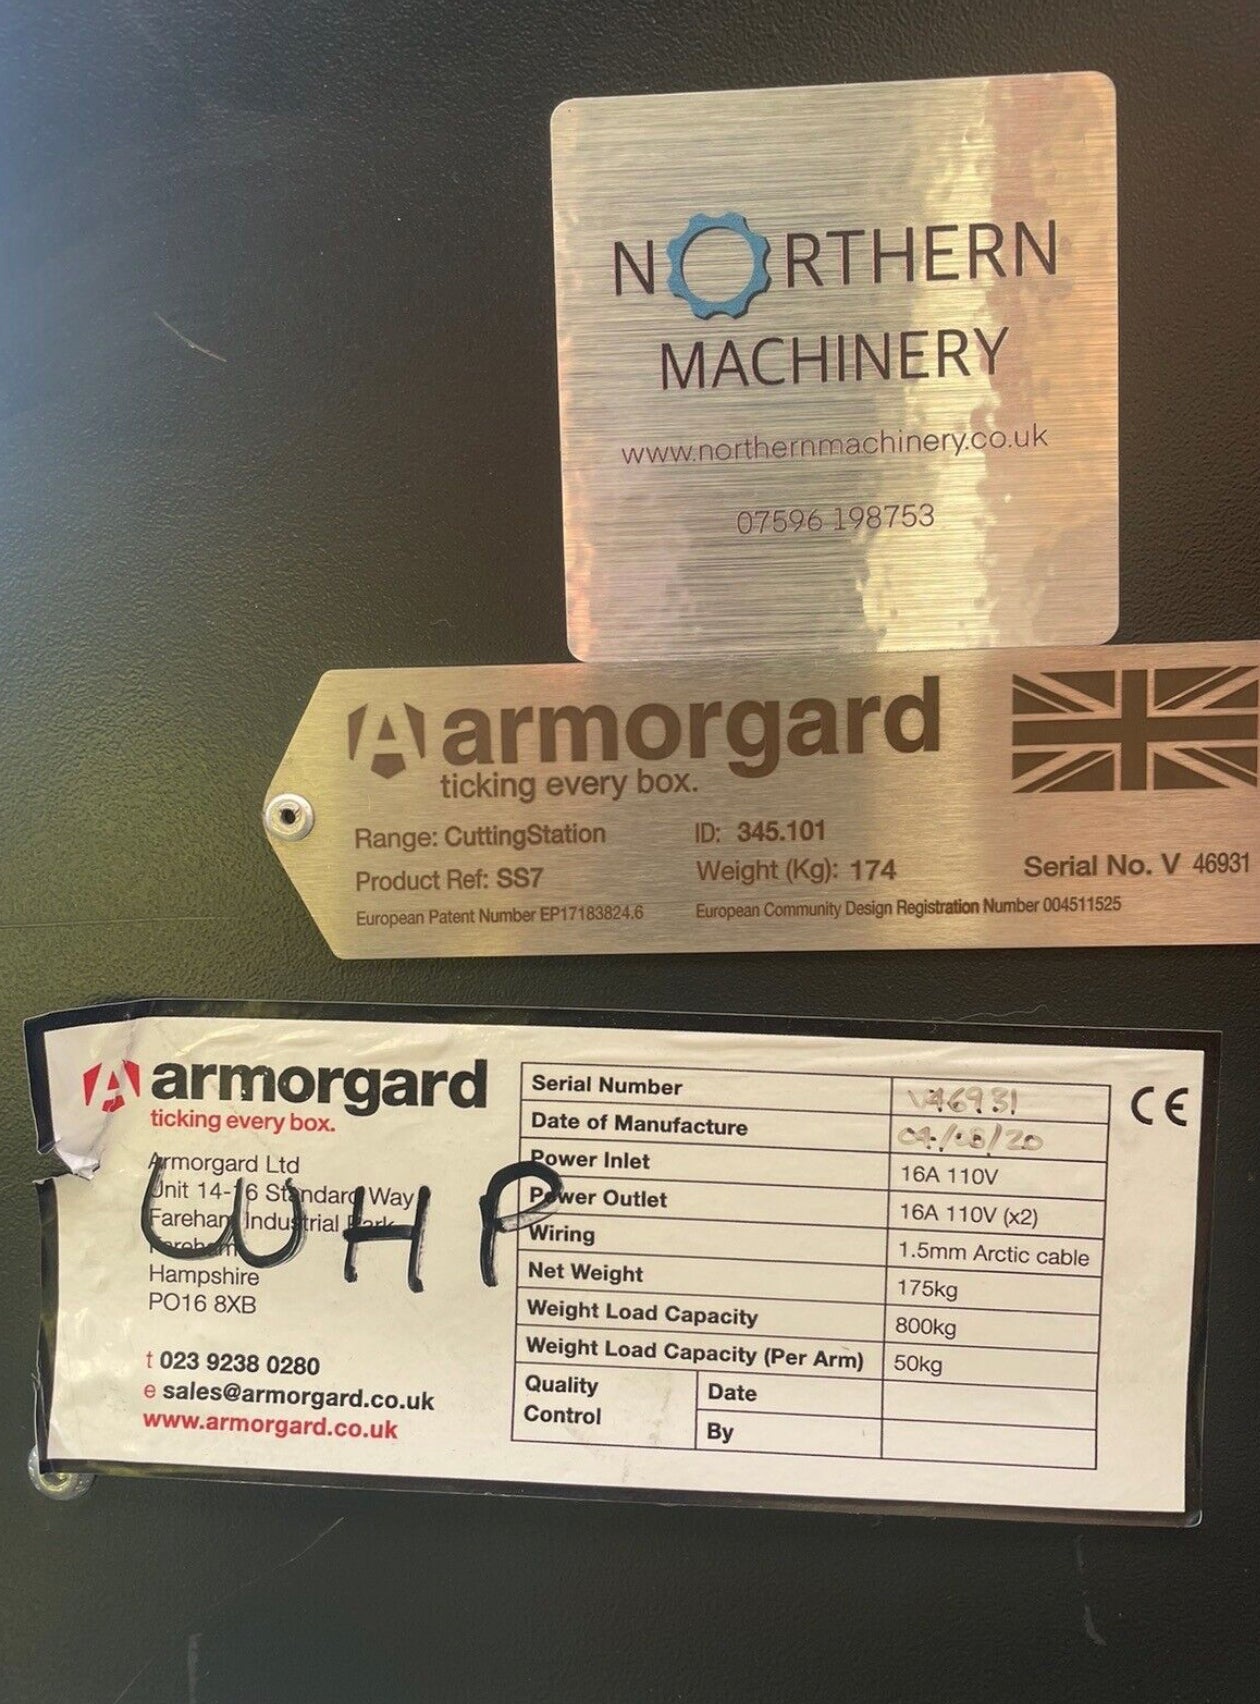 NORTHERN
MACHINERY
www.northernmachinery.co.uk
07596 198753
armorgard
ticking every box.
Range: CuttingStation
ID: 345.101
Product Ref: SS7
Weight (Kg): 174
Serial No. V 46931
European Patent Number EP17183824.6
European Community Design Registration Number 004511525
armorgard
ticking every box.
Armorgard Ltd
Unit 14-16 Standard Way
Fareham Industrial Park
Fareham
Hampshire
PO16 8XB
WHP
t 023 9238 0280
e sales@armorgard.co.uk
www.armorgard.co.uk
Serial Number V46931
Date of Manufacture 04/08/20
Power Inlet 16A 110V
Power Outlet 16A 110V (x2)
Wiring 1.5mm Arctic cable
Net Weight 175kg
Weight Load Capacity 800kg
Weight Load Capacity (Per Arm) 50kg
Quality Control
Date
By
CE